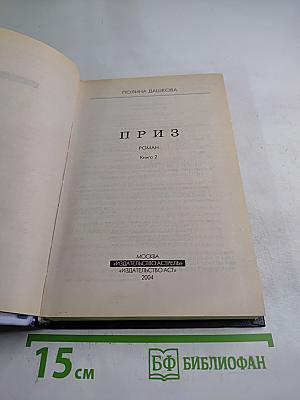 ПОЛИНА ДАШКОВА
ПРИЗ
РОМАН
Книга 2
МОСКВА
«ИЗДАТЕЛЬСТВО АСТРЕЛЬ»
«ИЗДАТЕЛЬСТВО АСТ»
2004
15 см
БФ БИБЛИОФАН